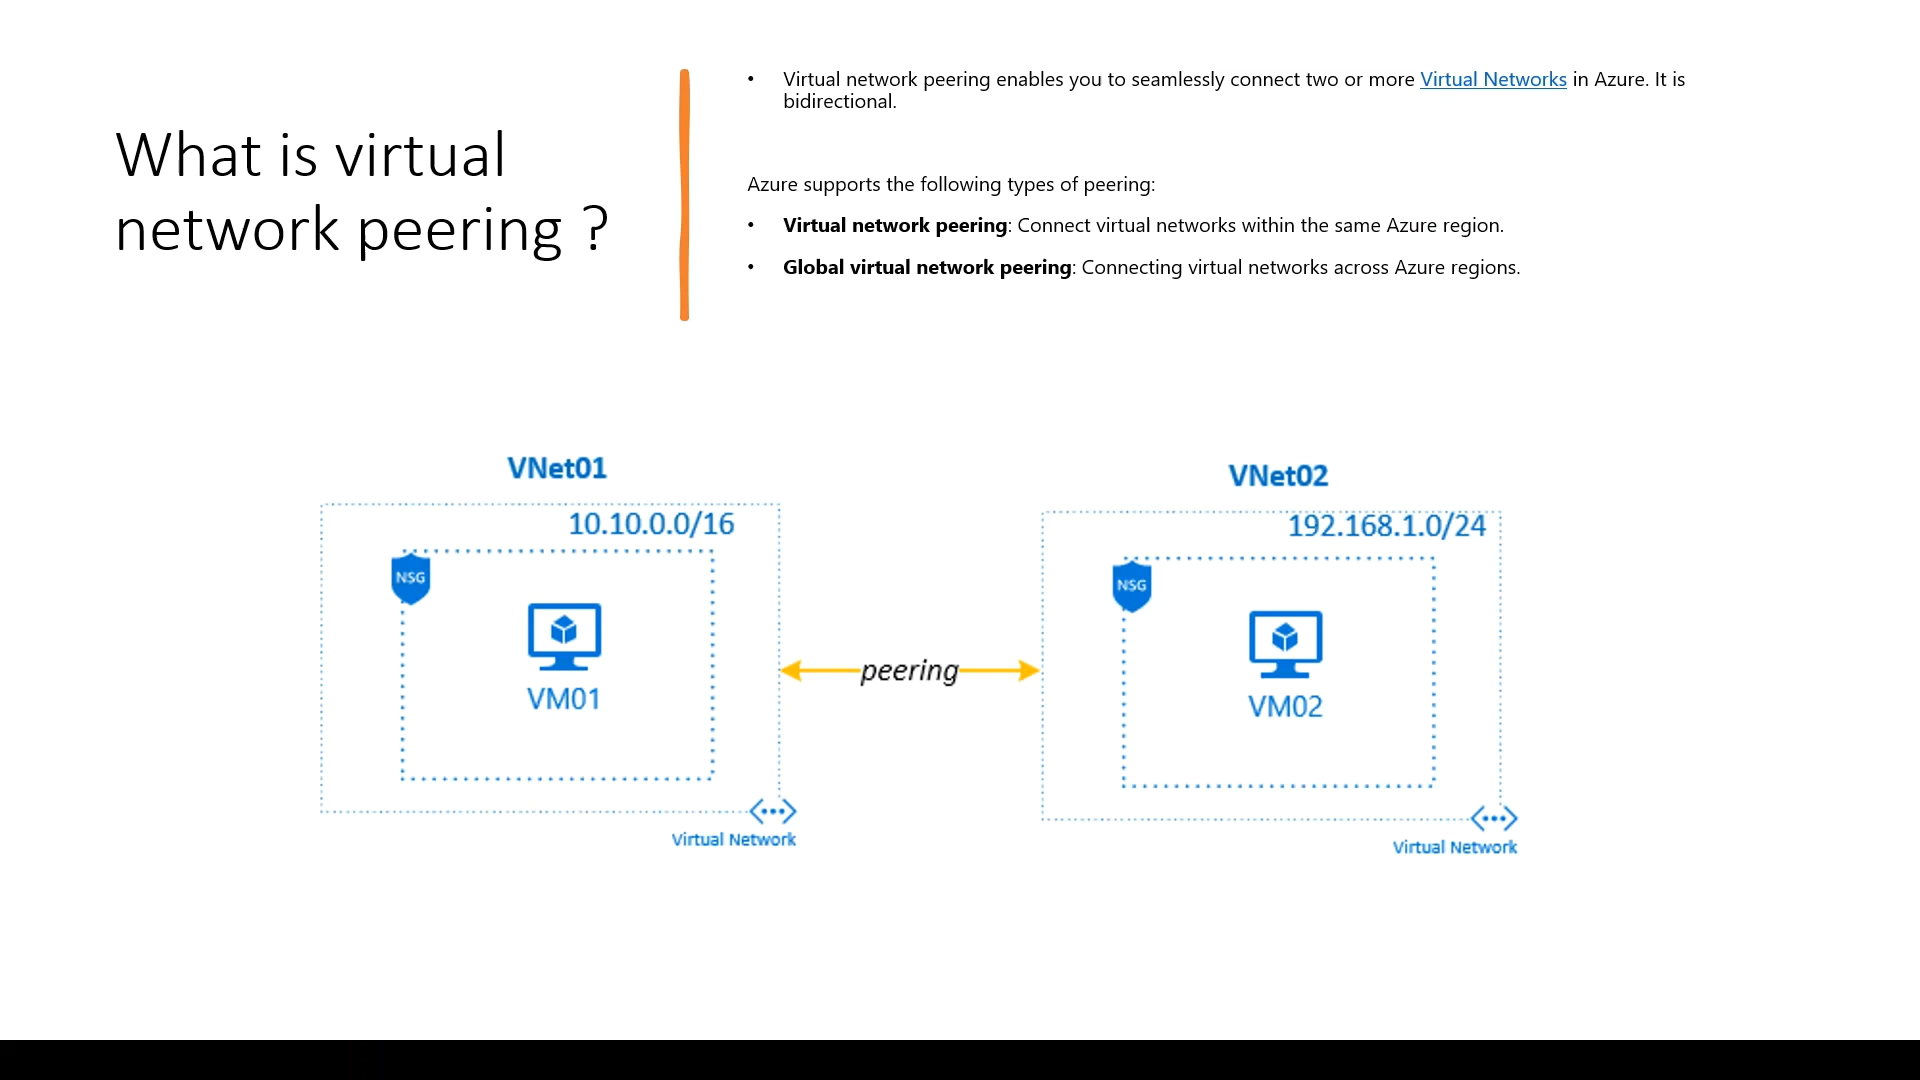 What is virtual
network peering ?
• Virtual network peering enables you to seamlessly connect two or more Virtual Networks in Azure. It is
bidirectional.
Azure supports the following types of peering:
• Virtual network peering: Connect virtual networks within the same Azure region.
• Global virtual network peering: Connecting virtual networks across Azure regions.
VNet01
10.10.0.0/16
NSG
VM01
Virtual Network
peering
VNet02
192.168.1.0/24
NSG
VM02
Virtual Network